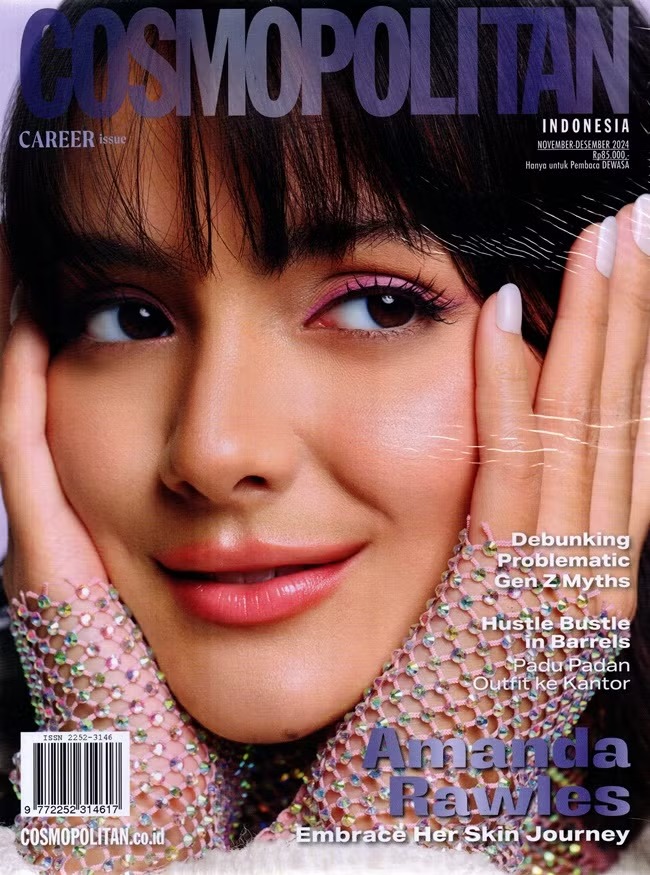 COSMOPOLITAN
INDONESIA
CAREER issue
NOVEMBER-DESEMBER 2024
Rp85.000,-
Hanya untuk Pembaca DEWASA
Debunking
Problematic
Gen Z Myths
Hustle Bustle
in Barrels
Padu Padan
Outfit ke Kantor
Amanda
Rawles
Embrace Her Skin Journey
ISSN 2252-3146
9 772252 314617
COSMOPOLITAN.co.id